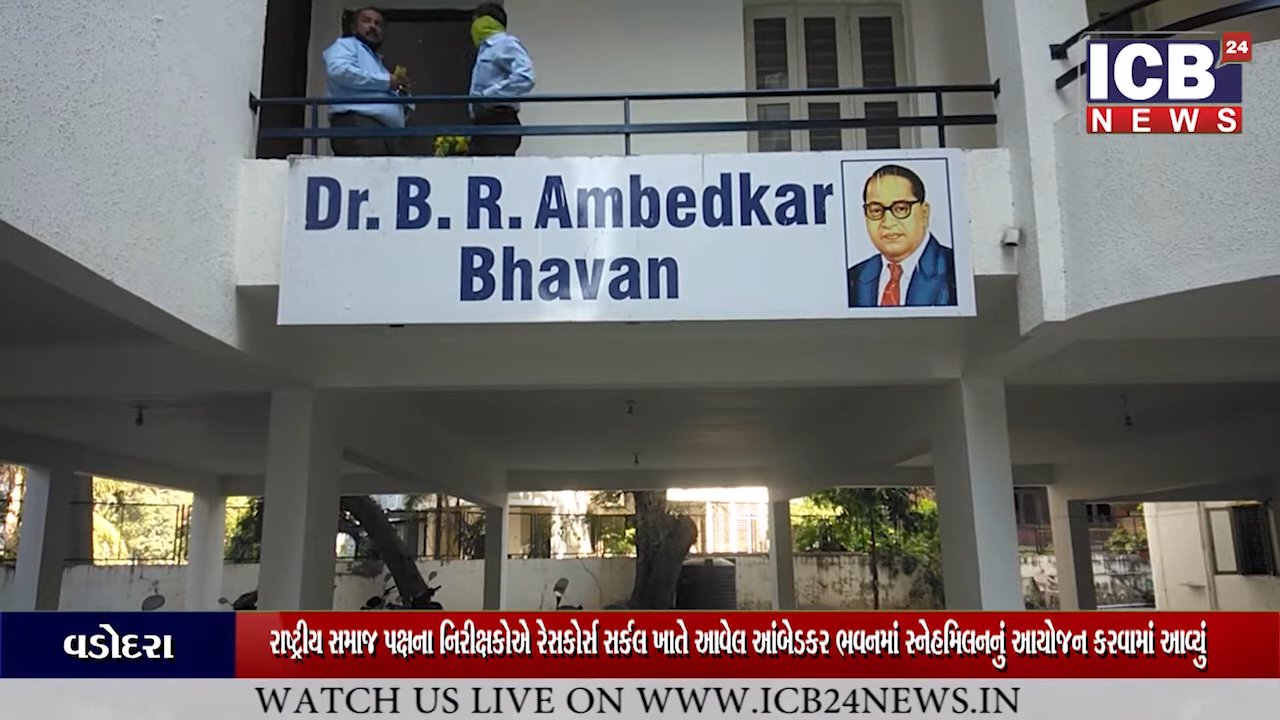 ICB 24
NEWS
Dr. B. R. Ambedkar
Bhavan
વડોદરા
રાષ્ટ્રીય સમાજ પક્ષના નિરીક્ષકોએ રેસકોર્સ સર્કલ ખાતે આવેલ આંબેડકર ભવનમાં સ્નેહમિલનનું આયોજન કરવામાં આવ્યું
WATCH US LIVE ON WWW.ICB24NEWS.IN